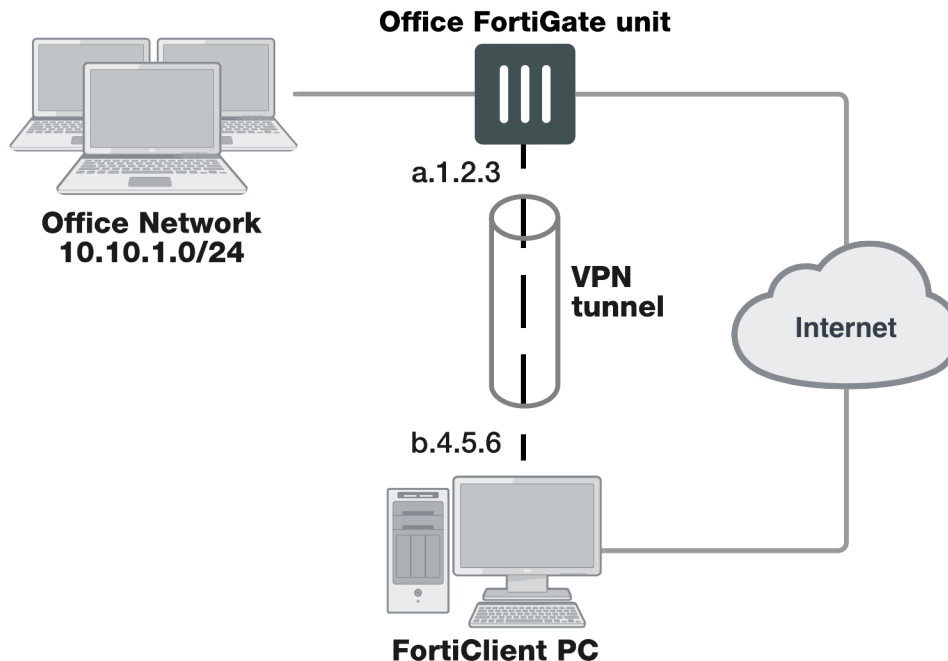 Office FortiGate unit
a.1.2.3
Office Network
10.10.1.0/24
VPN
tunnel
Internet
b.4.5.6
FortiClient PC